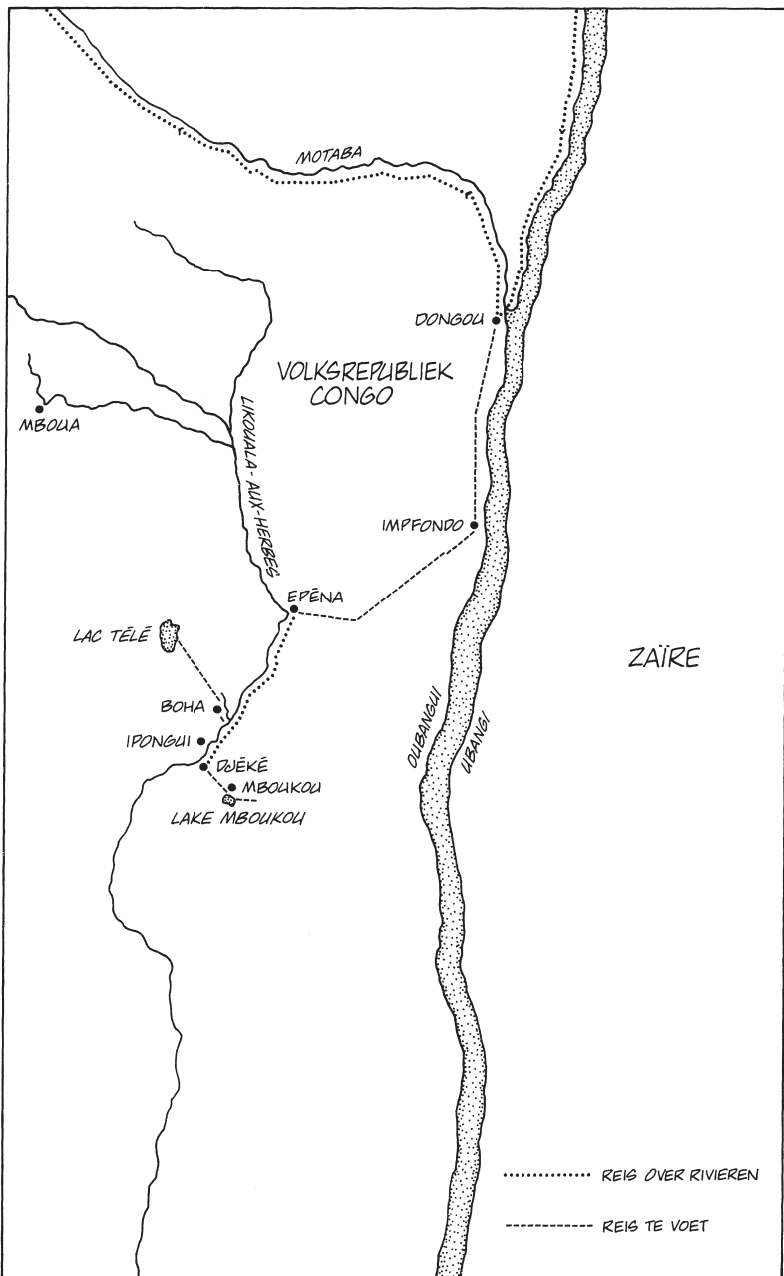 MOTABA
DONGOU
VOLKSREPUBLIEK
CONGO
MBOUA
LIKOUALA-AUX-HERBES
IMPFONDO
EPÉNA
LAC TÉLÉ
ZAÏRE
BOHA
OUBANGUI
UBANGI
IPONGUI
DJÉKÉ
MBOUKOU
LAKE MBOUKOU
REIS OVER RIVIEREN
REIS TE VOET